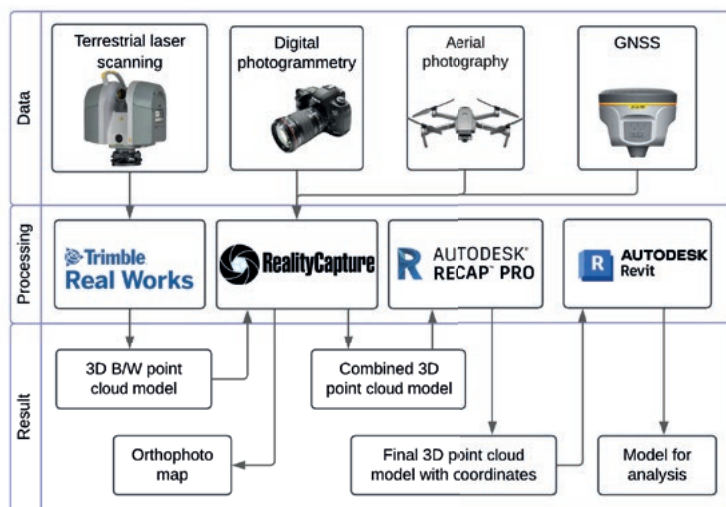 Data
Terrestrial laser
scanning
Digital
photogrammetry
Aerial
photography
GNSS
Processing
Trimble
Real Works
RealityCapture
R
AUTODESK™
RECAP™ PRO
R
AUTODESK
Revit
Result
3D B/W point
cloud model
Combined 3D
point cloud model
Orthophoto
map
Final 3D point cloud
model with coordinates
Model for
analysis